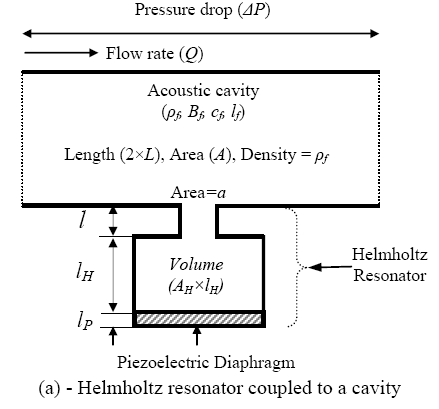 Pressure drop (ΔP)
Flow rate (Q)
Acoustic cavity
(ρf, Bf, cf, lf)
Length (2×L), Area (A), Density = ρf
Area=a
l
lH
Volume
(AH×lH)
Helmholtz
Resonator
lP
Piezoelectric Diaphragm
(a) - Helmholtz resonator coupled to a cavity